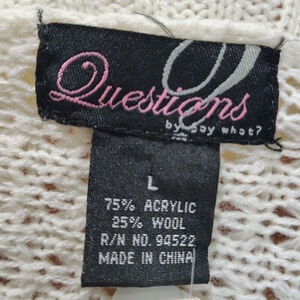 Questions
by say what?
L
75% ACRYLIC
25% WOOL
R/N NO. 94522
MADE IN CHINA